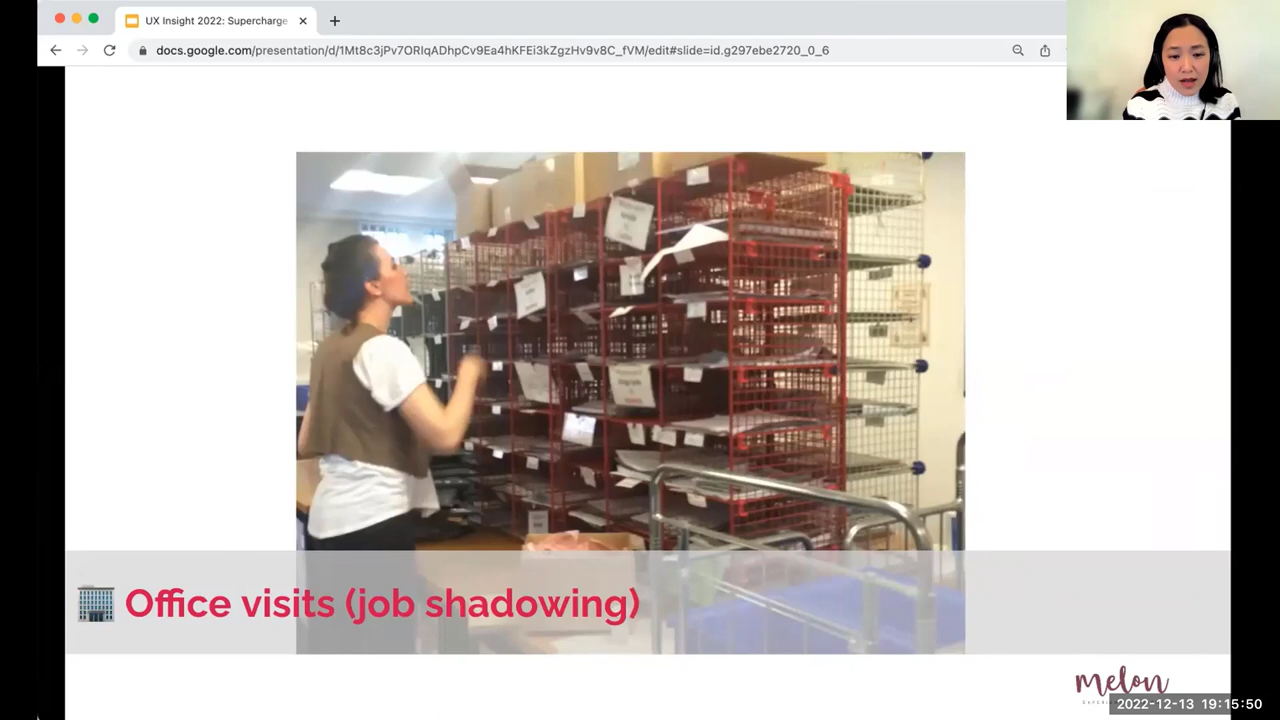 UX Insight 2022: Supercharge
docs.google.com/presentation/d/1Mt8c3jPv7ORIqADhpCv9Ea4hKFEi3kZgzHv9v8C_fVM/edit#slide=id.g297ebe2720_0_6
Office visits (job shadowing)
melon
2022-12-13 19:15:50